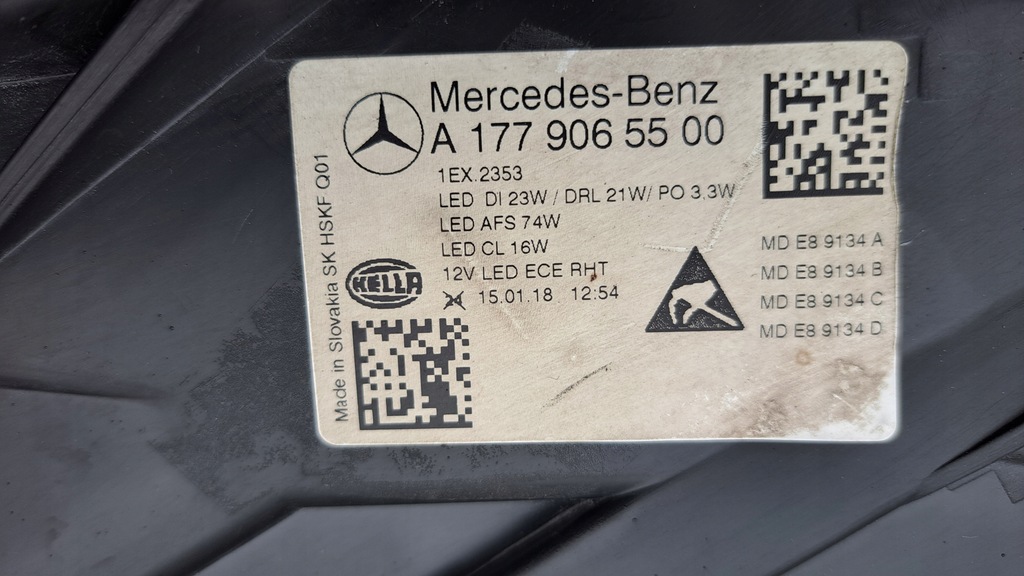 Mercedes-Benz
A 177 906 55 00
1EX.2353
LED DI 23W / DRL 21W/ PO 3,3W
LED AFS 74W
LED CL 16W
12V LED ECE RHT
15.01.18 12:54
HELLA
Made in Slovakia SK HSKF Q01
MD E8 9134 A
MD E8 9134 B
MD E8 9134 C
MD E8 9134 D